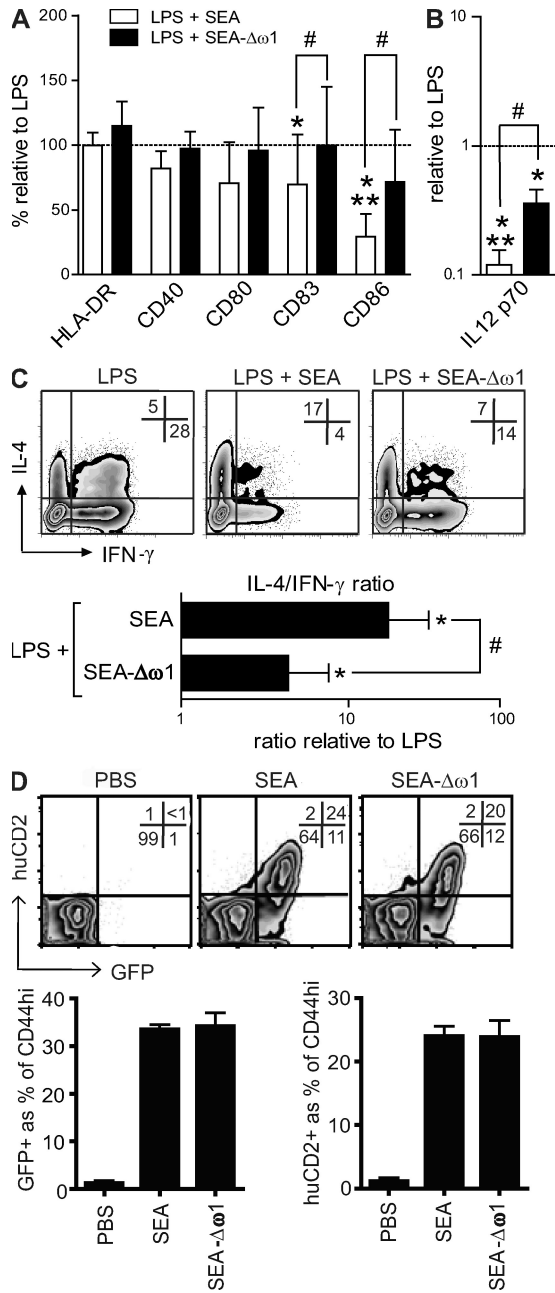 A
LPS + SEA
LPS + SEA-Δω1
% relative to LPS
200
150
100
50
0
#
#
*
*
**
HLA-DR
CD40
CD80
CD83
CD86
B
relative to LPS
10
1
0.1
#
*
*
**
IL12 p70
C
LPS
LPS + SEA
LPS + SEA-Δω1
5
28
17
4
7
14
IL-4
IFN-γ
IL-4/IFN-γ ratio
LPS +
SEA
SEA-Δω1
*
*
#
1
10
100
ratio relative to LPS
D
PBS
SEA
SEA-Δω1
1 <1
99 1
2 24
64 11
2 20
66 12
huCD2
GFP
GFP+ as % of CD44hi
40
30
20
10
0
PBS
SEA
SEA-Δω1
huCD2+ as % of CD44hi
30
20
10
0
PBS
SEA
SEA-Δω1